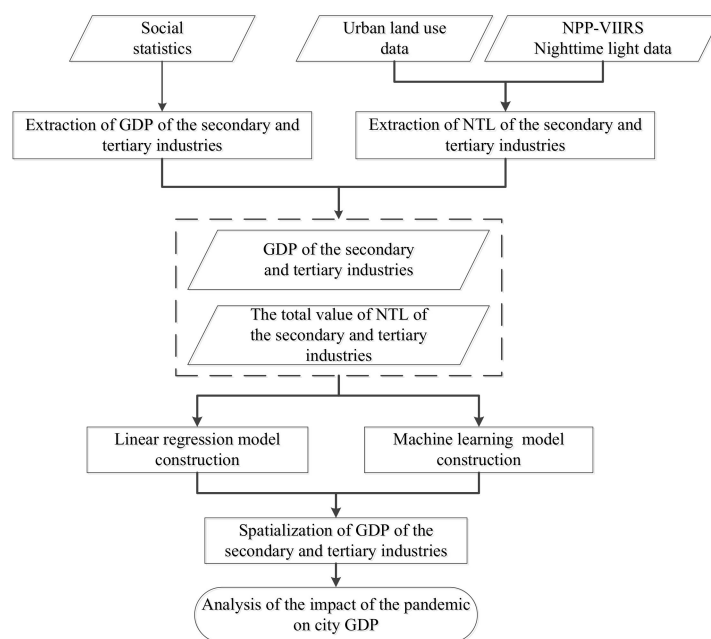 Social
statistics
Urban land use
data
NPP-VIIRS
Nighttime light data
Extraction of GDP of the secondary and
tertiary industries
Extraction of NTL of the secondary and
tertiary industries
GDP of the secondary
and tertiary industries
The total value of NTL of
the secondary and tertiary
industries
Linear regression model
construction
Machine learning model
construction
Spatialization of GDP of the
secondary and tertiary industries
Analysis of the impact of the pandemic
on city GDP